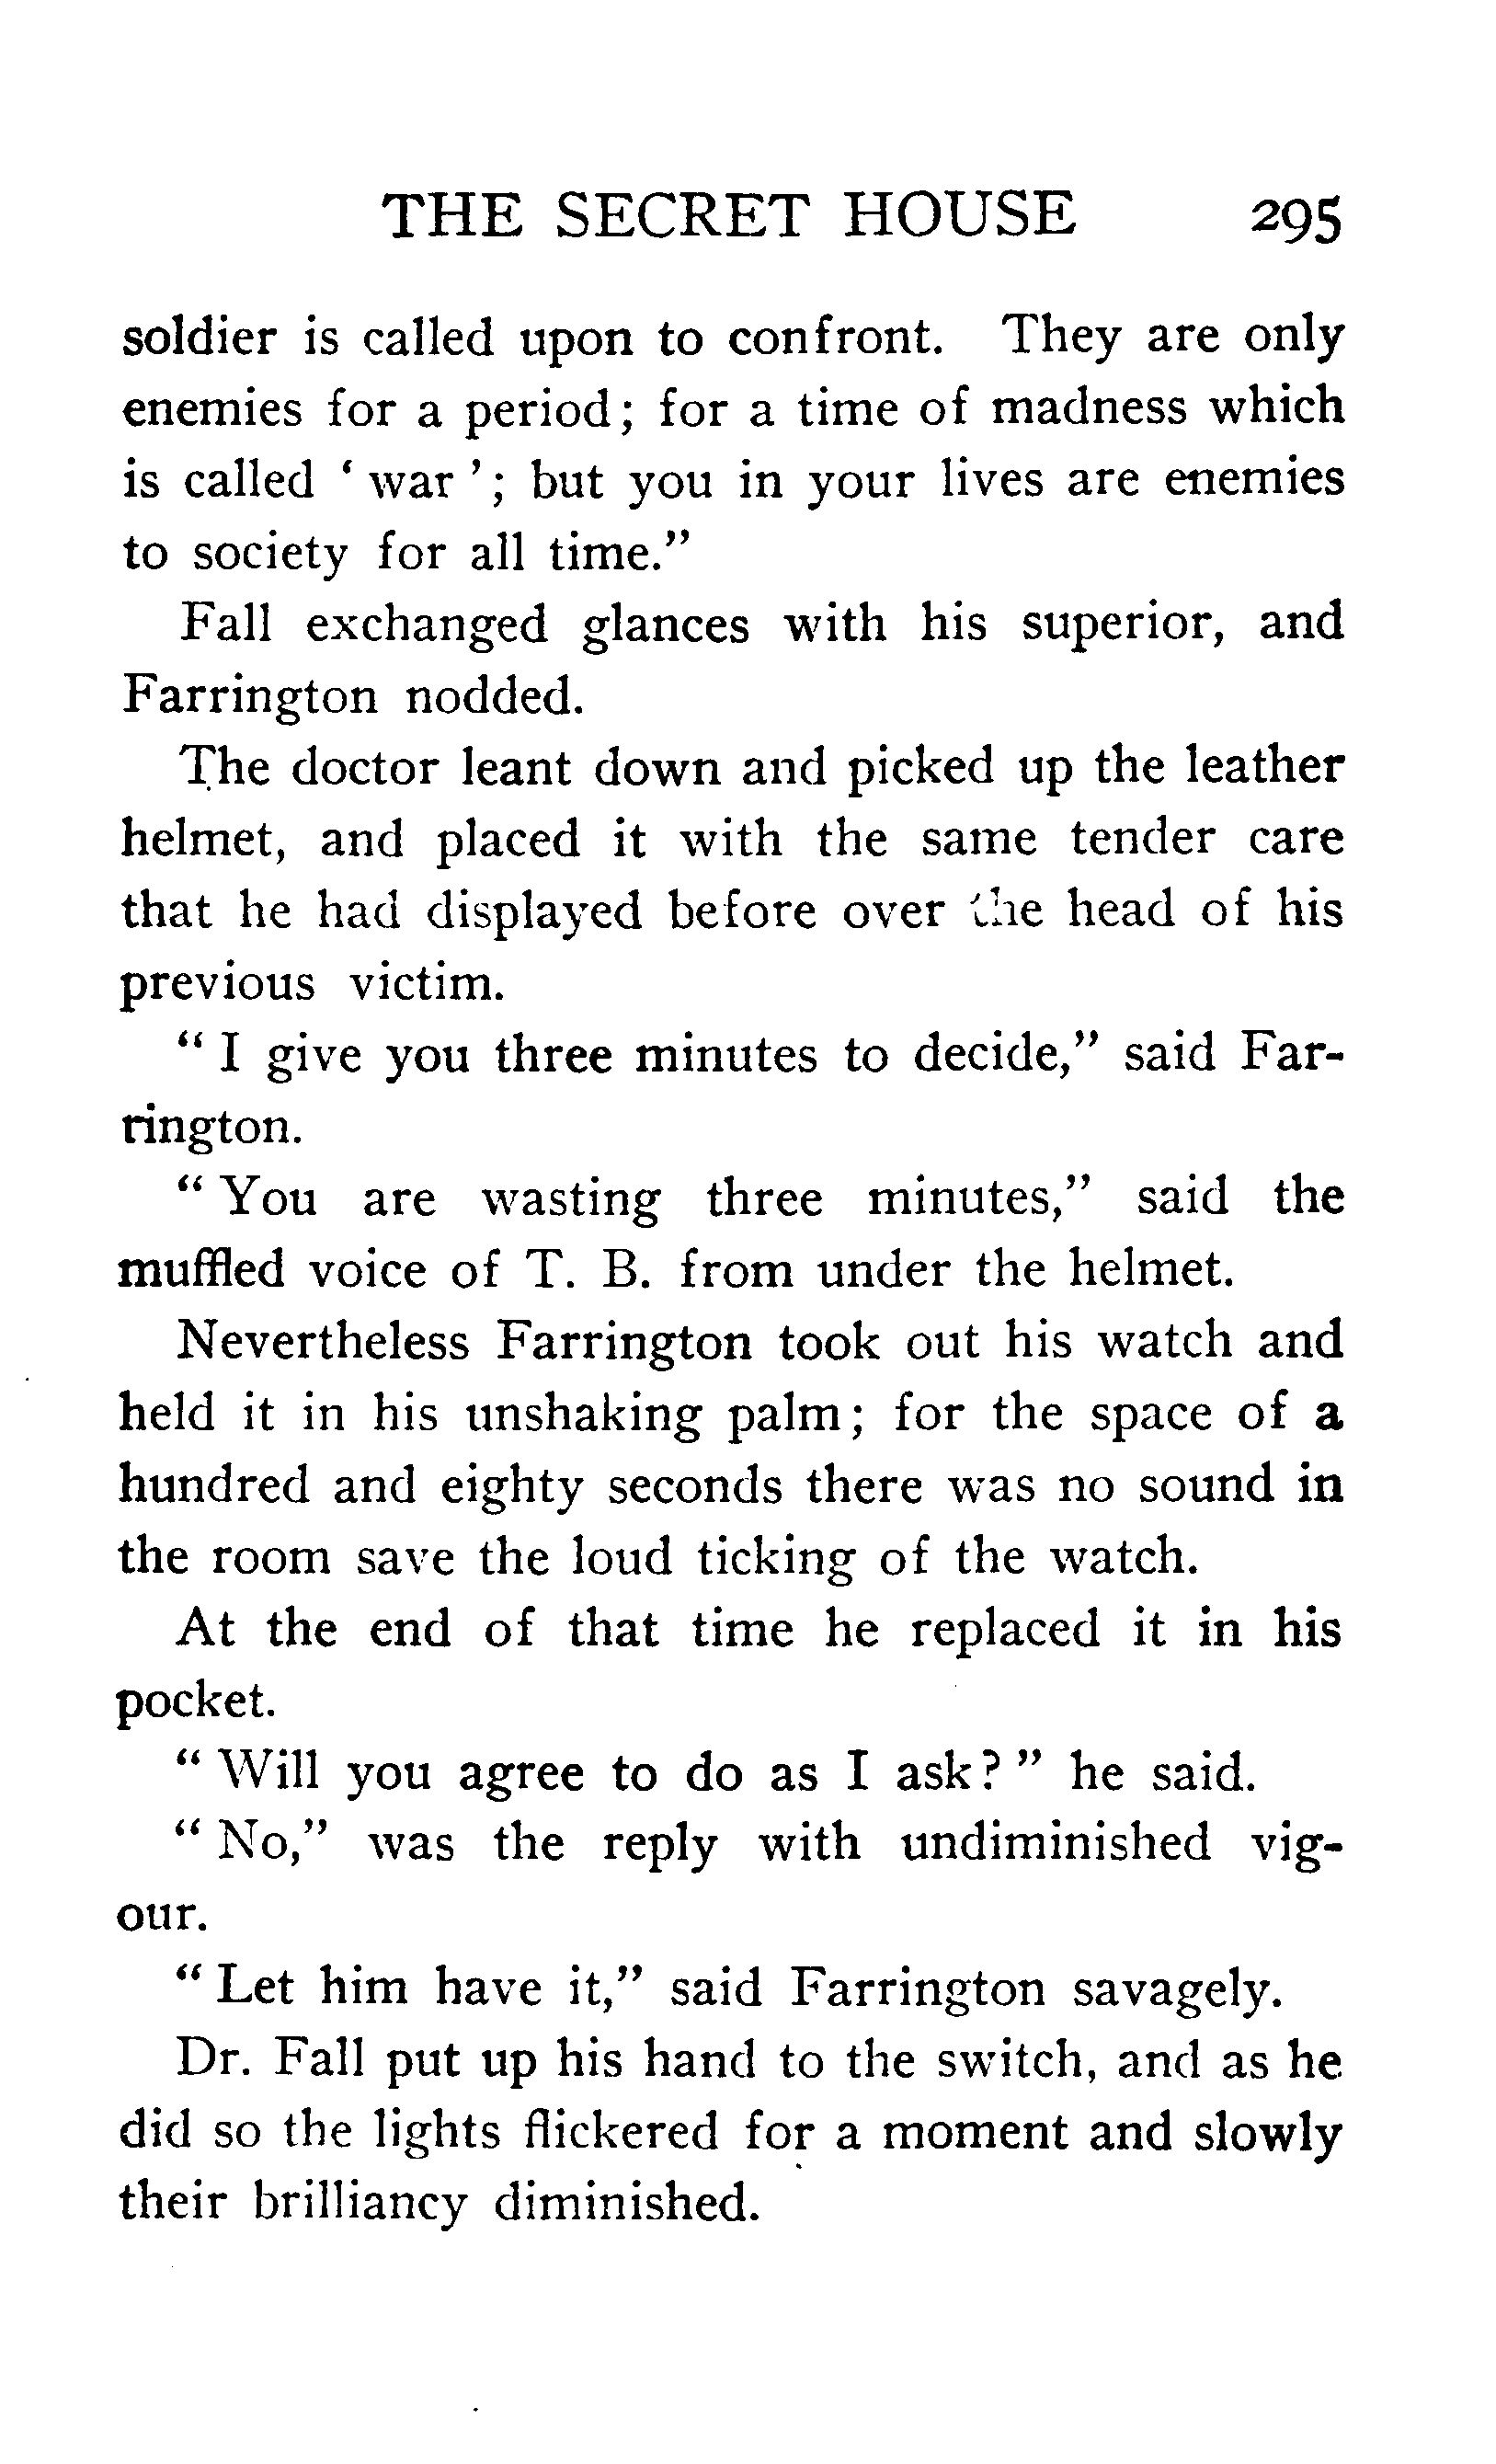 THE SECRET HOUSE 295
soldier is called upon to confront. They are only
enemies for a period; for a time of madness which
is called ‘ war ’; but you in your lives are enemies
to society for all time.”
Fall exchanged glances with his superior, and
Farrington nodded.
The doctor leant down and picked up the leather
helmet, and placed it with the same tender care
that he had displayed before over the head of his
previous victim.
“ I give you three minutes to decide,” said Far-
rington.
“ You are wasting three minutes,” said the
muffled voice of T. B. from under the helmet.
Nevertheless Farrington took out his watch and
held it in his unshaking palm; for the space of a
hundred and eighty seconds there was no sound in
the room save the loud ticking of the watch.
At the end of that time he replaced it in his
pocket.
“ Will you agree to do as I ask? ” he said.
“ No,” was the reply with undiminished vig-
our.
“ Let him have it,” said Farrington savagely.
Dr. Fall put up his hand to the switch, and as he
did so the lights flickered for a moment and slowly
their brilliancy diminished.